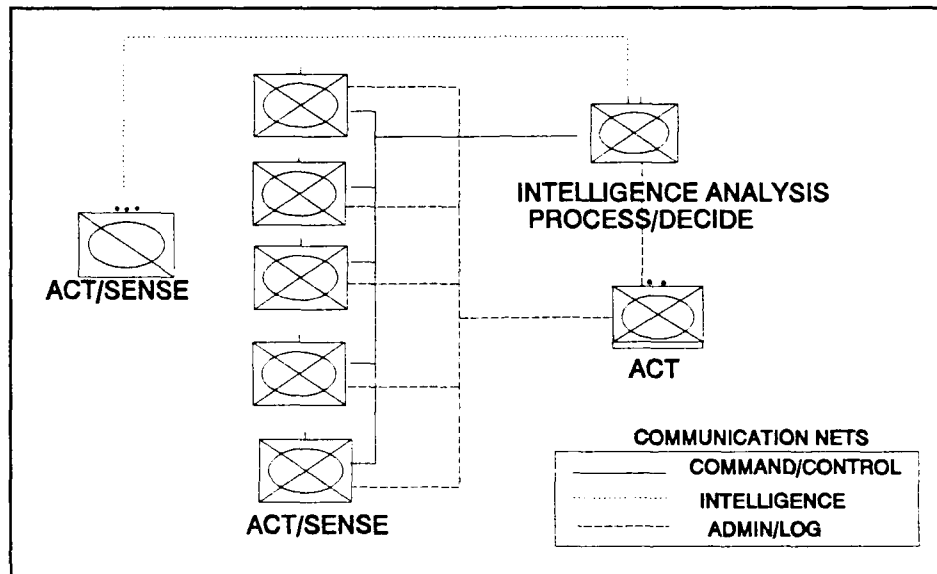 INTELLIGENCE ANALYSIS
PROCESS/DECIDE
ACT/SENSE
ACT
ACT/SENSE
COMMUNICATION NETS
COMMAND/CONTROL
INTELLIGENCE
ADMIN/LOG